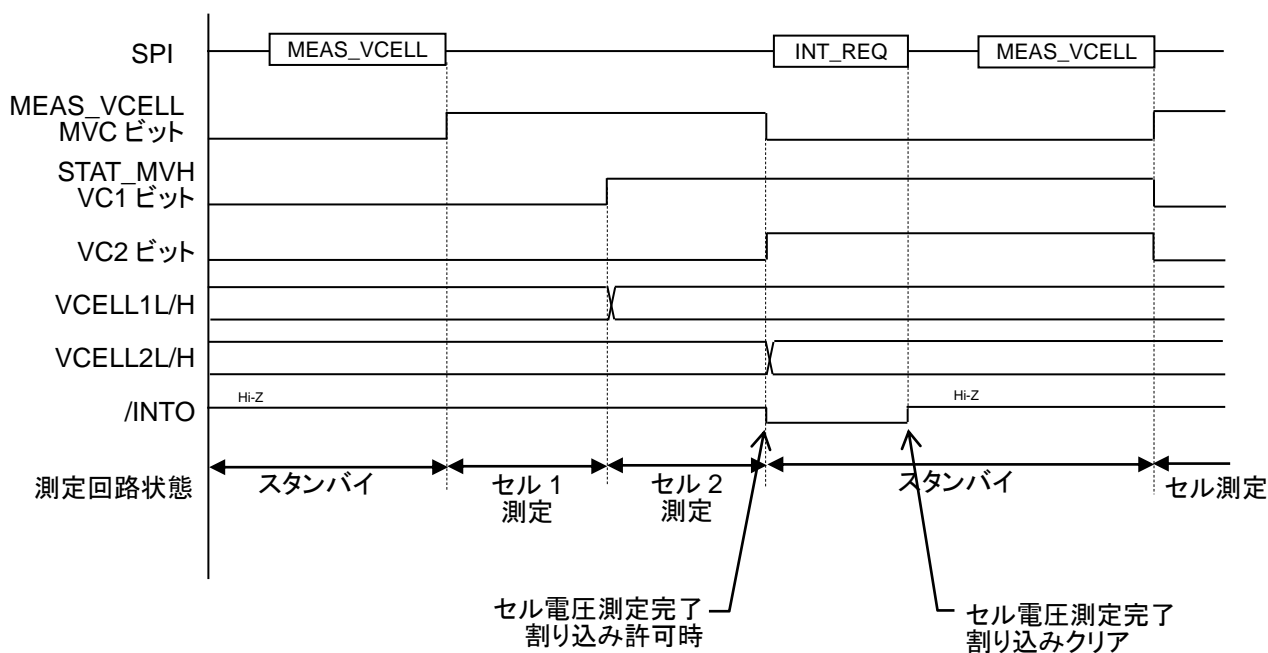 SPI
MEAS_VCELL
INT_REQ
MEAS_VCELL
MEAS_VCELL
MVC ビット
STAT_MVH
VC1 ビット
VC2 ビット
VCELL1L/H
VCELL2L/H
/INTO
Hi-Z
Hi-Z
測定回路状態
スタンバイ
セル 1
測定
セル 2
測定
スタンバイ
セル測定
セル電圧測定完了
割り込み許可時
セル電圧測定完了
割り込みクリア